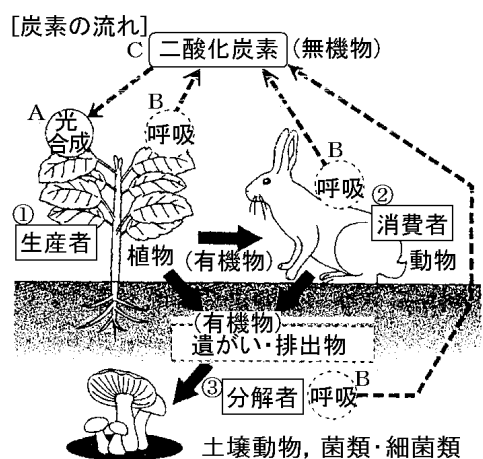 [炭素の流れ]
C 二酸化炭素 (無機物)
A 光合成
B 呼吸
B 呼吸
① 生産者
② 消費者
植物
(有機物)
動物
(有機物)
遺がい・排出物
③ 分解者
B 呼吸
土壌動物, 菌類・細菌類